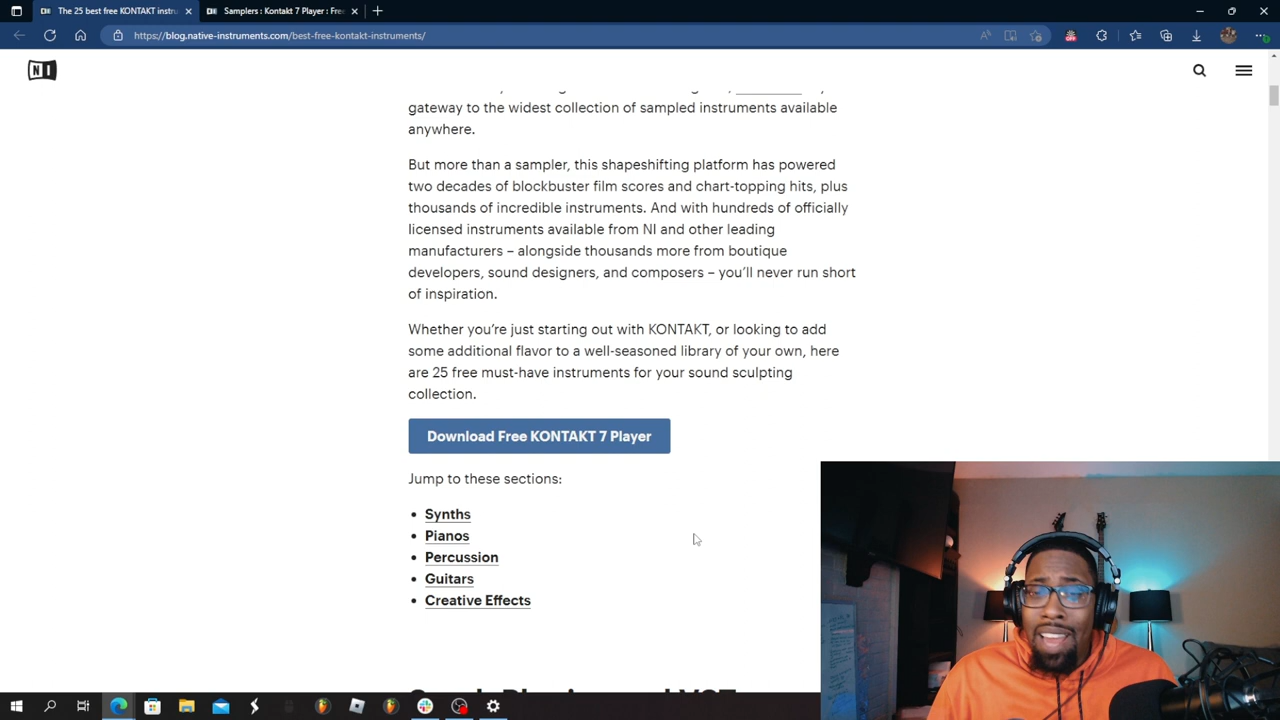 The 25 best free KONTAKT instru
Samplers : Kontakt 7 Player : Fre
https://blog.native-instruments.com/best-free-kontakt-instruments/
NI
gateway to the widest collection of sampled instruments available
anywhere.
But more than a sampler, this shapeshifting platform has powered
two decades of blockbuster film scores and chart-topping hits, plus
thousands of incredible instruments. And with hundreds of officially
licensed instruments available from NI and other leading
manufacturers – alongside thousands more from boutique
developers, sound designers, and composers – you'll never run short
of inspiration.
Whether you're just starting out with KONTAKT, or looking to add
some additional flavor to a well-seasoned library of your own, here
are 25 free must-have instruments for your sound sculpting
collection.
Download Free KONTAKT 7 Player
Jump to these sections:
• Synths
• Pianos
• Percussion
• Guitars
• Creative Effects